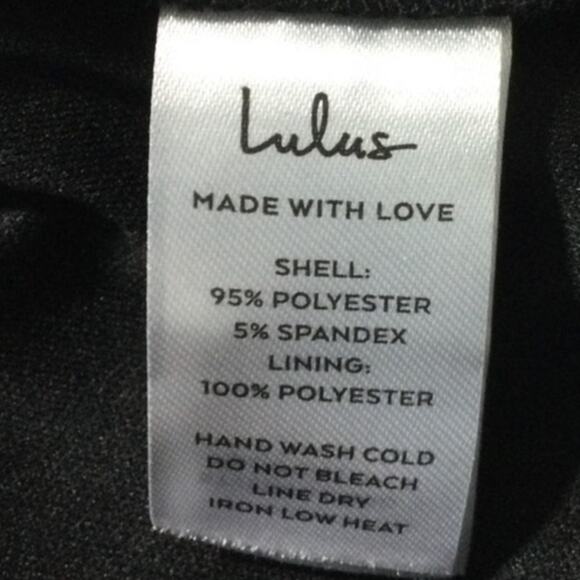 Lulus
MADE WITH LOVE
SHELL:
95% POLYESTER
5% SPANDEX
LINING:
100% POLYESTER
HAND WASH COLD
DO NOT BLEACH
LINE DRY
IRON LOW HEAT